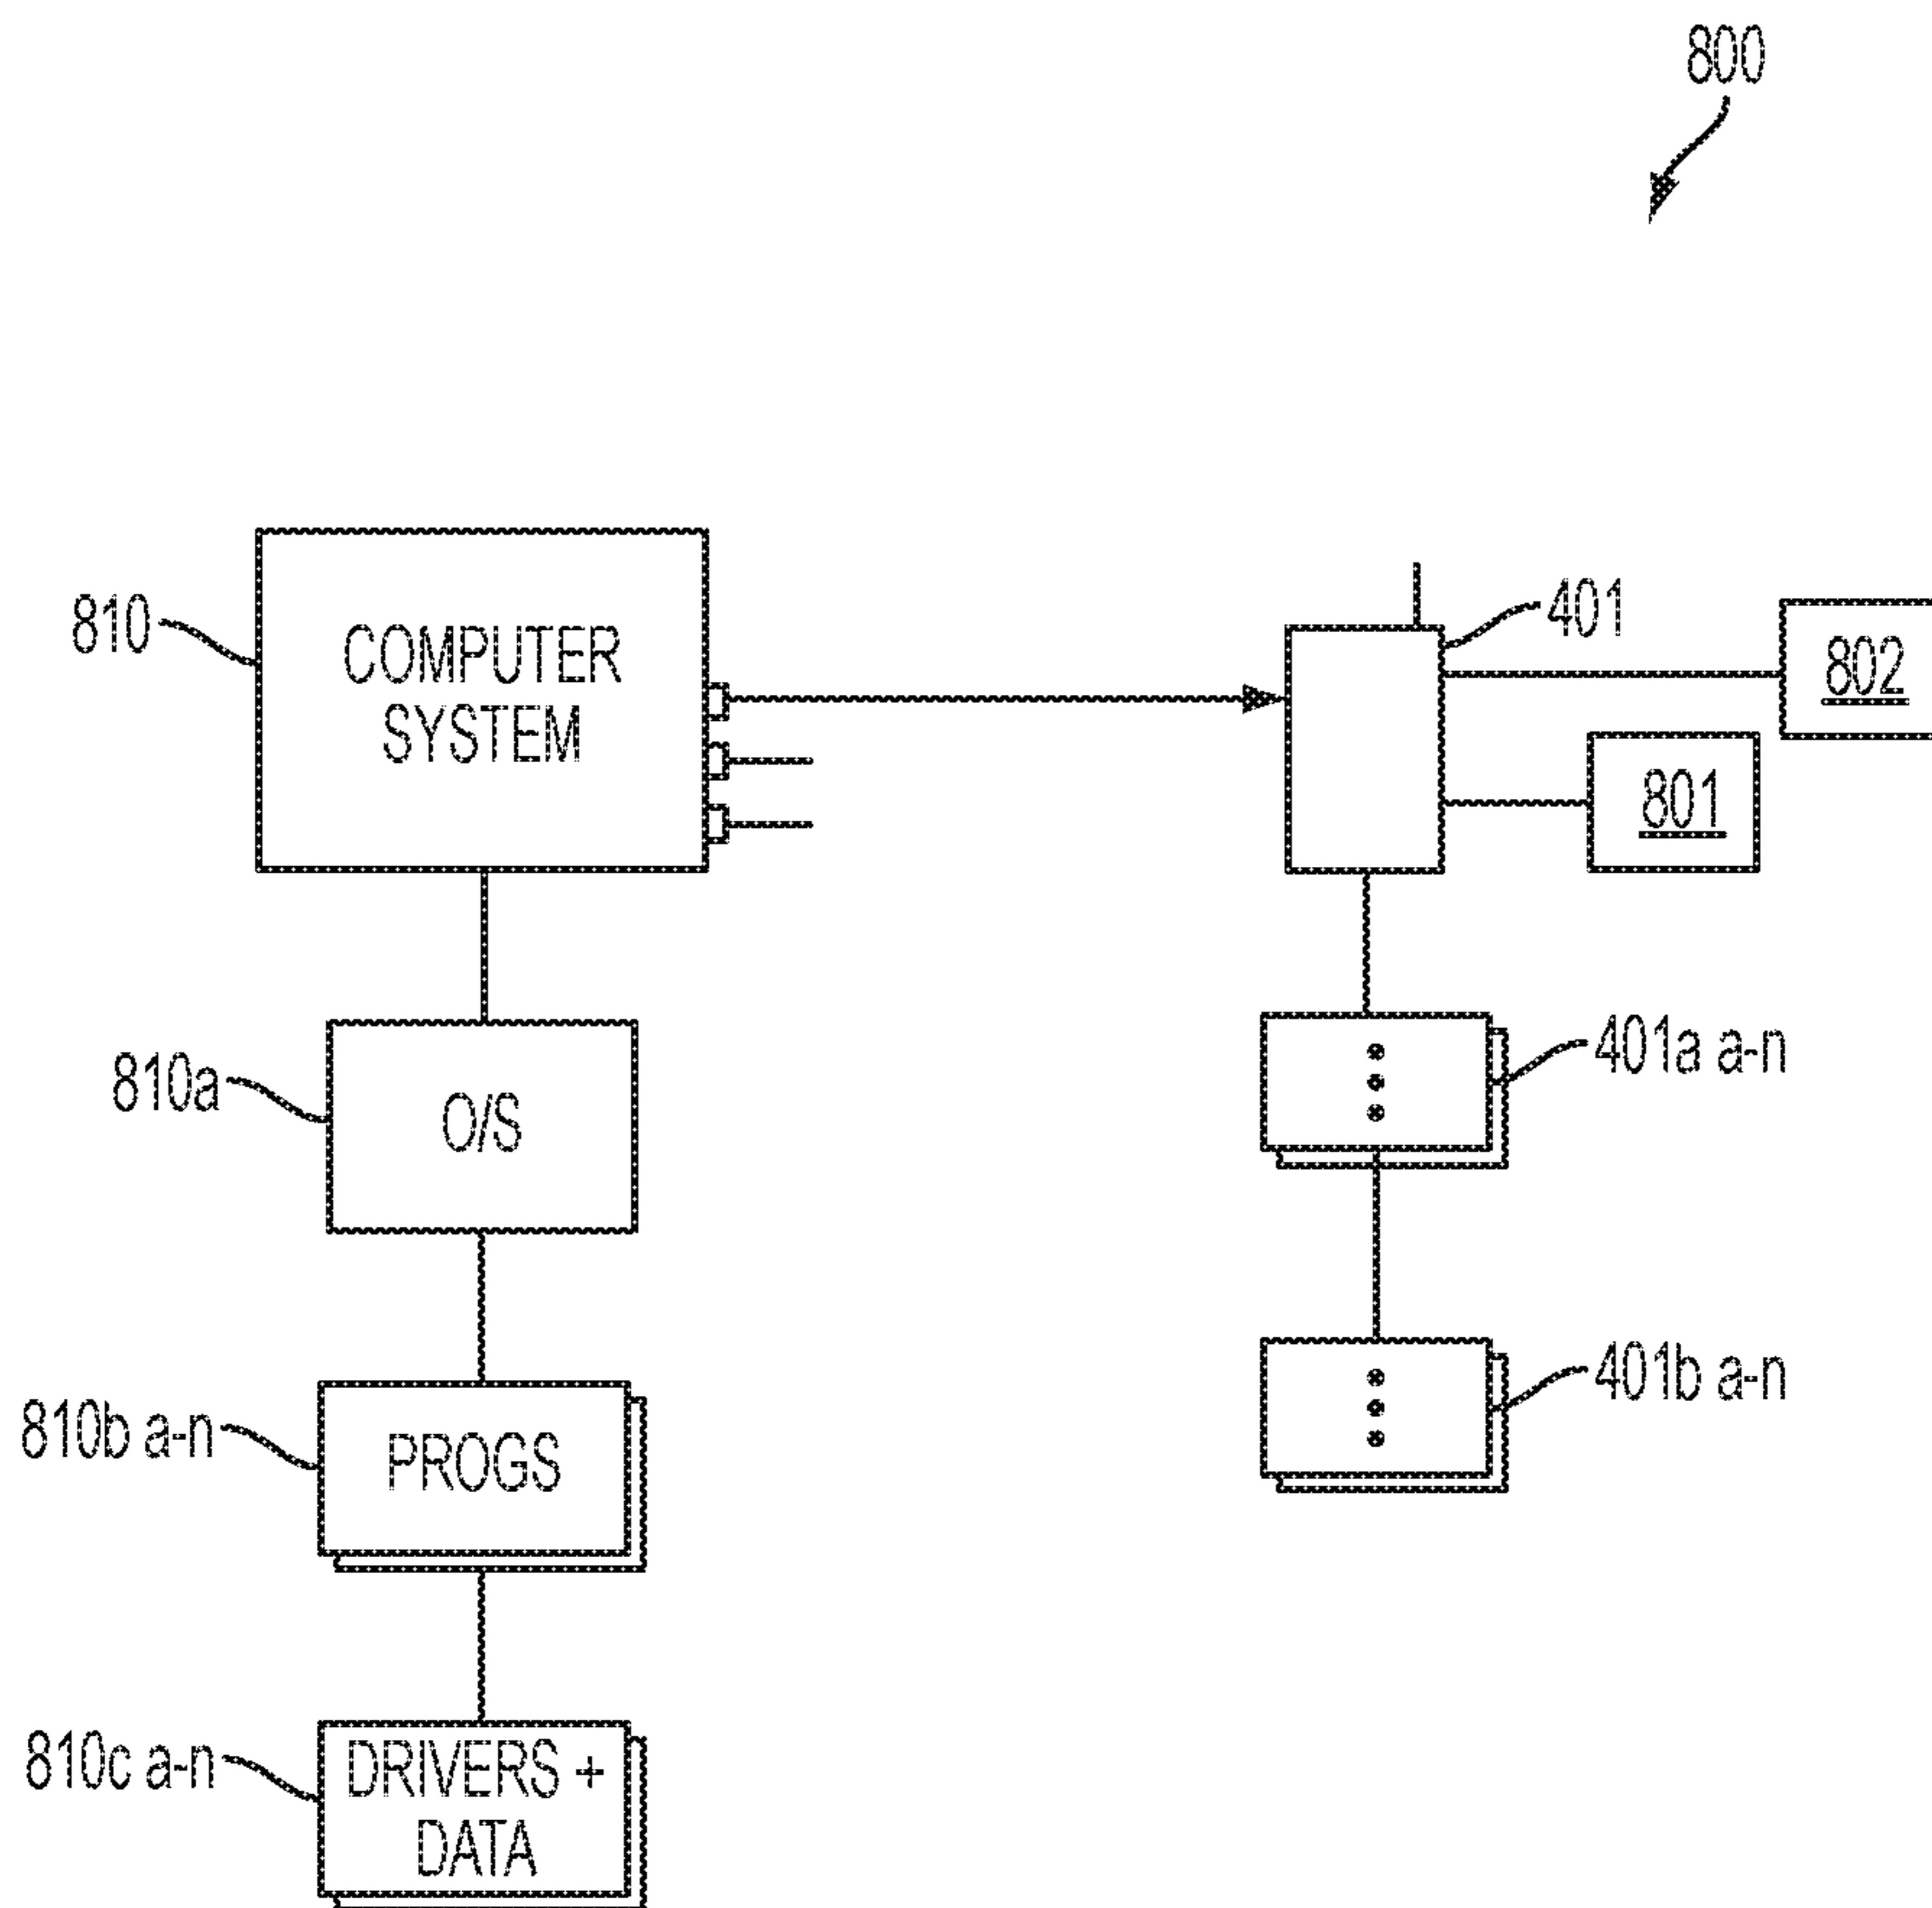 800
810
COMPUTER
SYSTEM
401
802
801
810a
O/S
401a a-n
810b a-n
PROGS
401b a-n
810c a-n
DRIVERS +
DATA